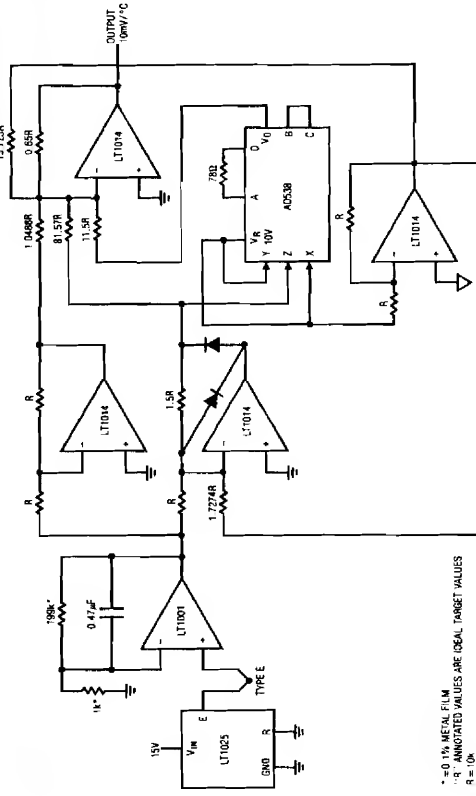 0.65R
OUTPUT
10mV/°C
1.0488R
81.57R
11.5R
LT1014
R
R
LT1014
199k*
0.47µF
1k*
LT1001
R
1.5R
1.7274R
LT1014
TYPE E
15V
VIN
E
LT1025
GND
R
78Ω
A
D
VR
10V
Y
Z
X
AD538
VO
B
C
R
R
LT1014
* = 0.1% METAL FILM
"R" ANNOTATED VALUES ARE IDEAL TARGET VALUES
R = 10k